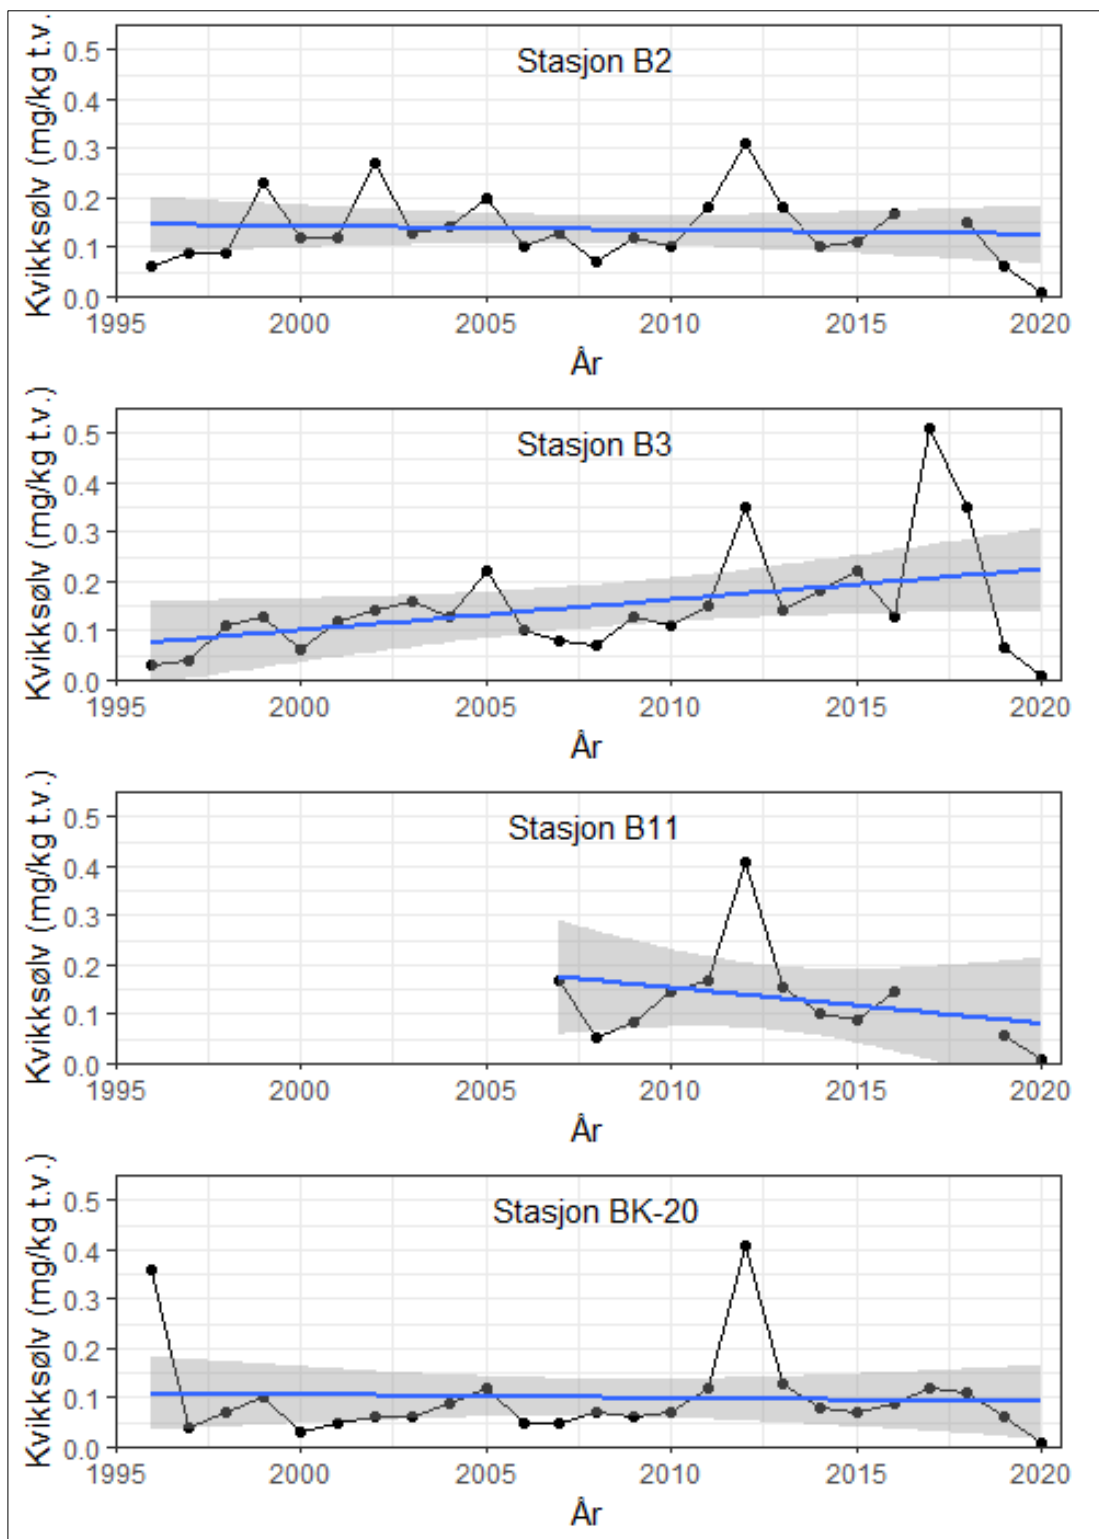 Kvikksølv (mg/kg t.v.
Stasjon B2
0.5
0.4
0.3
0.2
0.1
0.0
1995 2000 2005 2010 2015 2020
År
Kvikksølv (mg/kg t.v.)
Stasjon B3
0.5
0.4
0.3
0.2
0.1
0.0
1995 2000 2005 2010 2015 2020
År
Kvikksølv (mg/kg t.v.)
Stasjon B11
0.5
0.4
0.3
0.2
0.1
0.0
1995 2000 2005 2010 2015 2020
År
Kvikksølv (mg/kg t.v.)
Stasjon BK-20
0.5
0.4
0.3
0.2
0.1
0.0
1995 2000 2005 2010 2015 2020
År